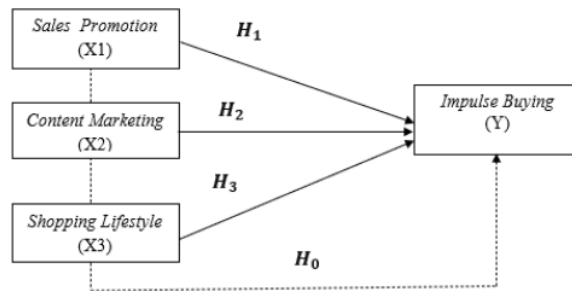 Sales Promotion
(X1)
H₁
Content Marketing
(X2)
H₂
Impulse Buying
(Y)
H₃
Shopping Lifestyle
(X3)
H₀